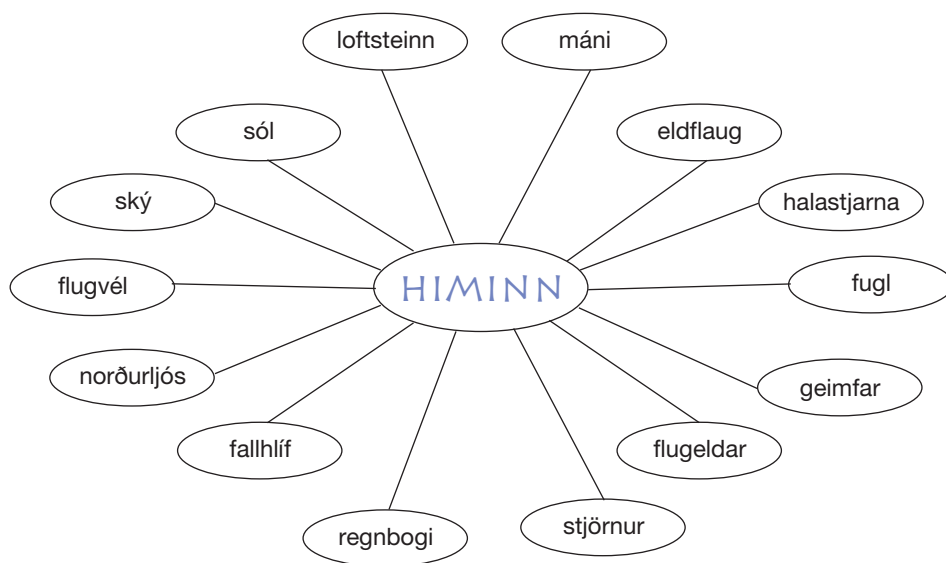 loftsteinn
máni
sól
eldflaug
ský
halastjarna
flugvél
HIMINN
fugl
norðurljós
geimfar
fallhlíf
flugeldar
regnbogi
stjörnur